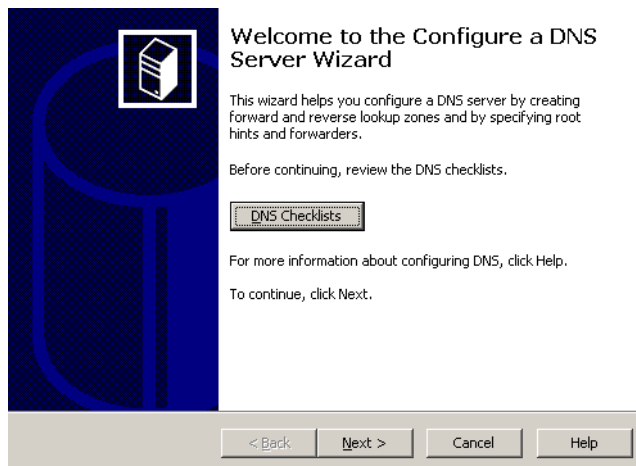 Welcome to the Configure a DNS
Server Wizard
This wizard helps you configure a DNS server by creating
forward and reverse lookup zones and by specifying root
hints and forwarders.
Before continuing, review the DNS checklists.
DNS Checklists
For more information about configuring DNS, click Help.
To continue, click Next.
< Back Next > Cancel Help